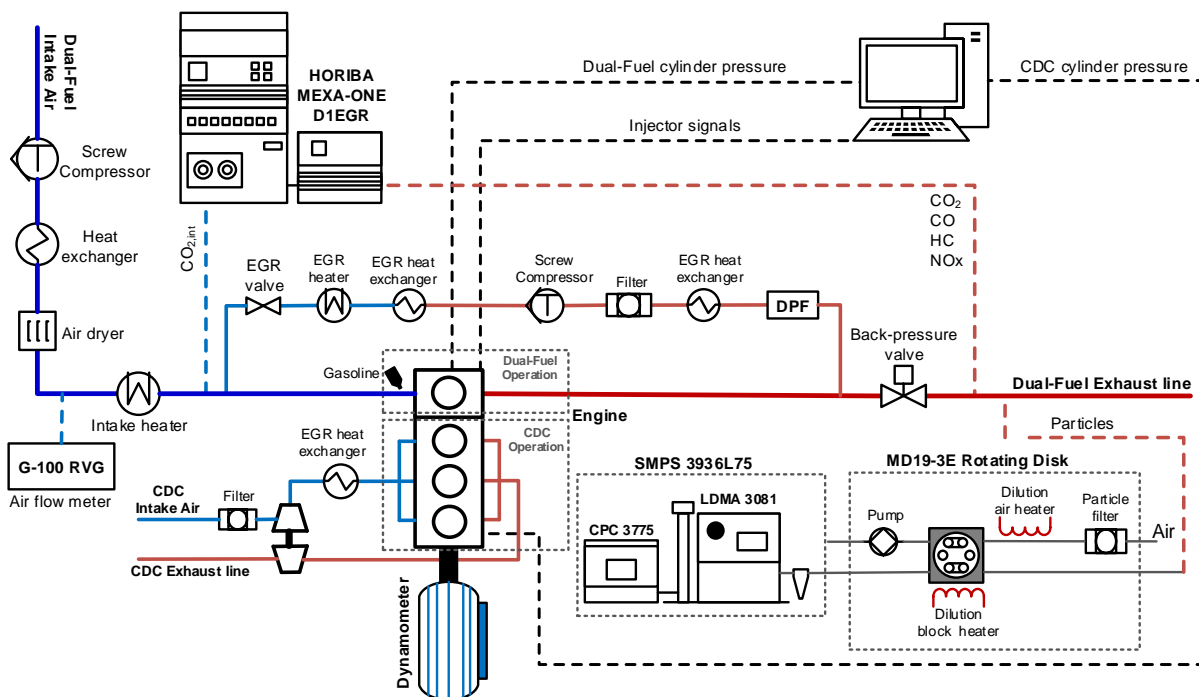 Dual-Fuel
Intake Air
Screw
Compressor
Heat
exchanger
Air dryer
Intake heater
G-100 RVG
Air flow meter
HORIBA
MEXA-ONE
D1EGR
CO2,int
EGR
valve
EGR
heater
EGR heat
exchanger
Screw
Compressor
Filter
EGR heat
exchanger
DPF
Dual-Fuel cylinder pressure
Injector signals
CDC cylinder pressure
CO2
CO
HC
NOx
Back-pressure
valve
Dual-Fuel Exhaust line
Particles
Gasoline
Dual-Fuel
Operation
Engine
CDC
Operation
EGR heat
exchanger
CDC
Intake Air
Filter
CDC Exhaust line
Dynamometer
SMPS 3936L75
LDMA 3081
CPC 3775
MD19-3E Rotating Disk
Pump
Dilution
air heater
Particle
filter
Air
Dilution
block heater